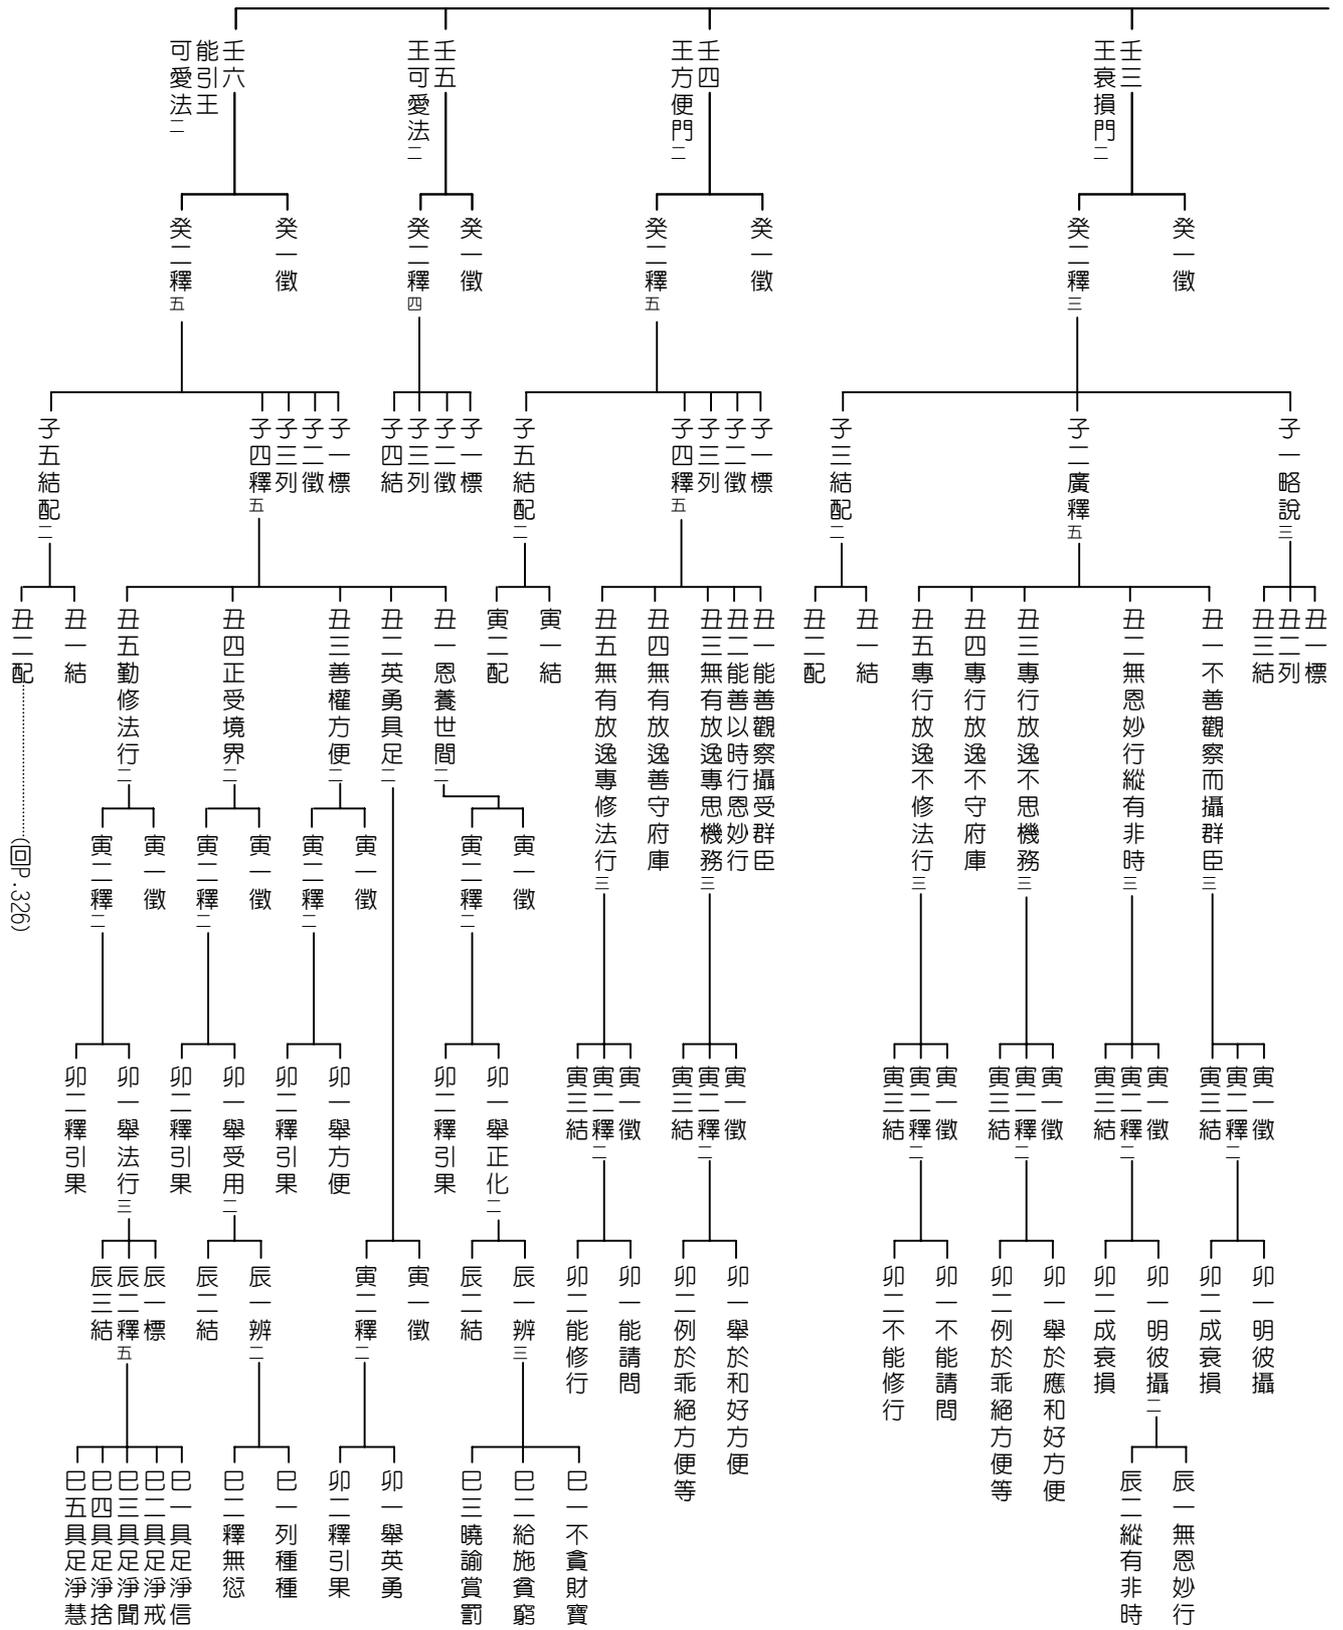 壬三
王衰損門二
癸一徵
癸二釋三
子一略說三
丑一標
丑二列
丑三結
子二廣釋五
丑一不善觀察而攝群臣三
寅一徵
寅二釋二
卯一明彼攝
卯二成衰損
寅三結
丑二無恩妙行縱有非時三
寅一徵
寅二釋二
卯一明彼攝二
辰一無恩妙行
辰二縱有非時
卯二成衰損
寅三結
丑三專行放逸不思機務三
寅一徵
寅二釋二
卯一舉於應和好方便
卯二例於乖絕方便等
寅三結
丑四專行放逸不守府庫
丑五專行放逸不修法行三
寅一徵
寅二釋二
卯一不能請問
卯二不能修行
寅三結
子三結配二
丑一結
丑二配
壬四
王方便門二
癸一徵
癸二釋五
子一標
子二徵
子三列
子四釋五
丑一能善觀察攝受群臣
丑二能善以時行恩妙行
丑三無有放逸專思機務三
寅一徵
寅二釋二
卯一舉於和好方便
卯二例於乖絕方便等
寅三結
丑四無有放逸善守府庫
丑五無有放逸專修法行三
寅一徵
寅二釋二
卯一能請問
卯二能修行
寅三結
子五結配二
寅一結
寅二配
壬五
王可愛法二
癸一徵
癸二釋四
子一標
子二徵
子三列
子四結
壬六
能引王
可愛法二
癸一徵
癸二釋五
子一標
子二徵
子三列
子四釋五
丑一恩養世間二
寅一徵
寅二釋二
卯一舉正化二
辰一辨三
巳一不貪財寶
巳二給施貧窮
巳三曉諭賞罰
辰二結
卯二釋引果
丑二英勇具足二
寅一徵
寅二釋二
卯一舉英勇
卯二釋引果
丑三善權方便二
寅一徵
寅二釋二
卯一舉方便
卯二釋引果
丑四正受境界二
寅一徵
寅二釋二
卯一舉受用二
辰一辨二
巳一列種種
巳二釋無愆
辰二結
卯二釋引果
丑五勤修法行二
寅一徵
寅二釋二
卯一舉法行三
辰一標
辰二釋五
巳一具足淨信
巳二具足淨戒
巳三具足淨聞
巳四具足淨捨
巳五具足淨慧
辰三結
卯二釋引果
子五結配二
丑一結
丑二配……(回P.326)